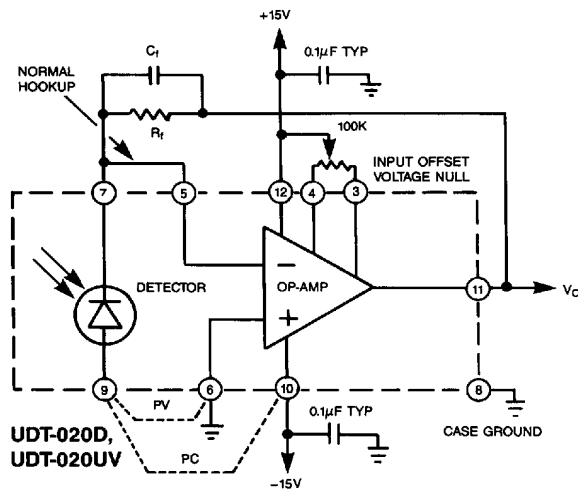 +15V
Cf
0.1µF TYP
NORMAL
HOOKUP
Rf
100K
INPUT OFFSET
VOLTAGE NULL
7
5
12
4
3
DETECTOR
−
OP-AMP
+
11
9
PV
6
10
8
UDT-020D,
UDT-020UV
PC
0.1µF TYP
CASE GROUND
−15V